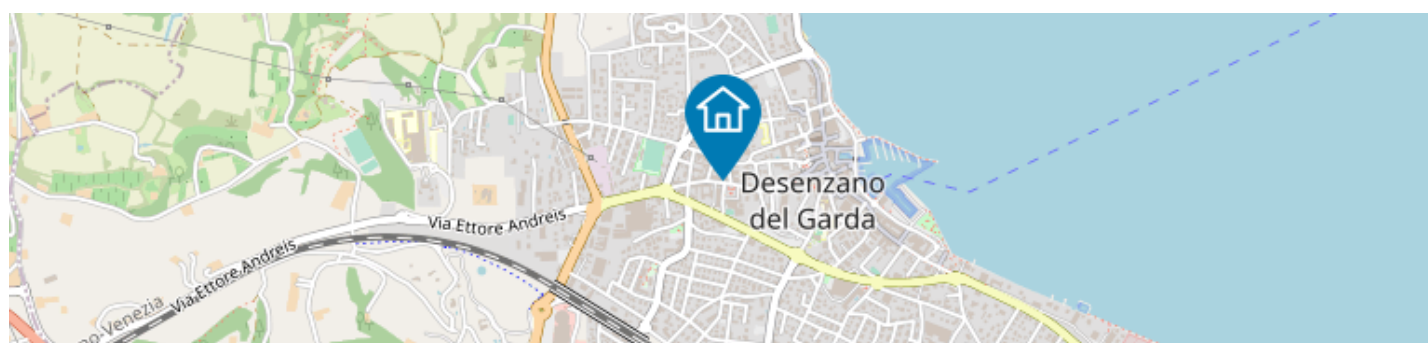 Desenzano
del Garda
Via Ettore Andreis
Via Ettore Andreis
no-Venezia